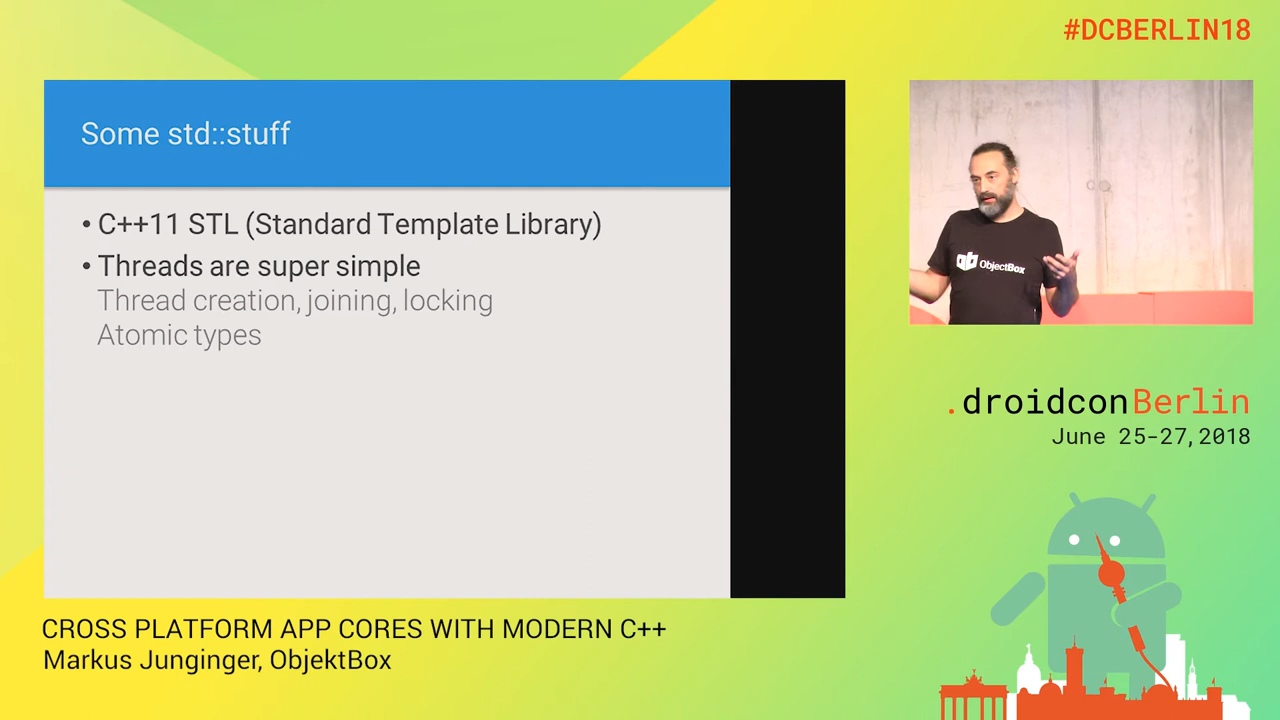 #DCBERLIN18
Some std::stuff
• C++11 STL (Standard Template Library)
• Threads are super simple
Thread creation, joining, locking
Atomic types
ObjectBox
.droidconBerlin
June 25-27, 2018
CROSS PLATFORM APP CORES WITH MODERN C++
Markus Junginger, ObjektBox